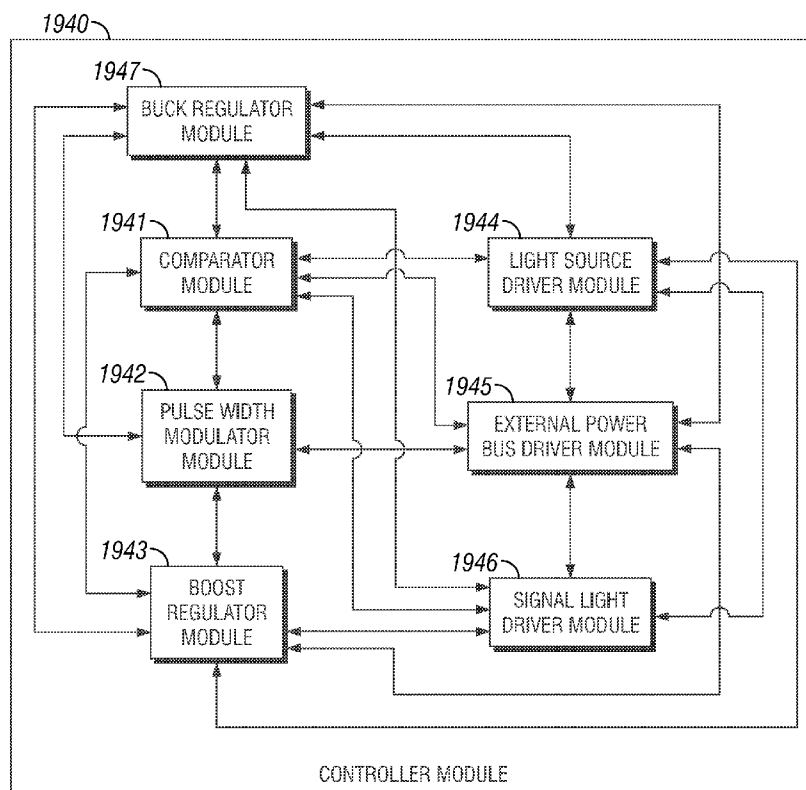 1940
1947
BUCK REGULATOR
MODULE
1941
COMPARATOR
MODULE
1944
LIGHT SOURCE
DRIVER MODULE
1942
PULSE WIDTH
MODULATOR
MODULE
1945
EXTERNAL POWER
BUS DRIVER MODULE
1943
BOOST
REGULATOR
MODULE
1946
SIGNAL LIGHT
DRIVER MODULE
CONTROLLER MODULE